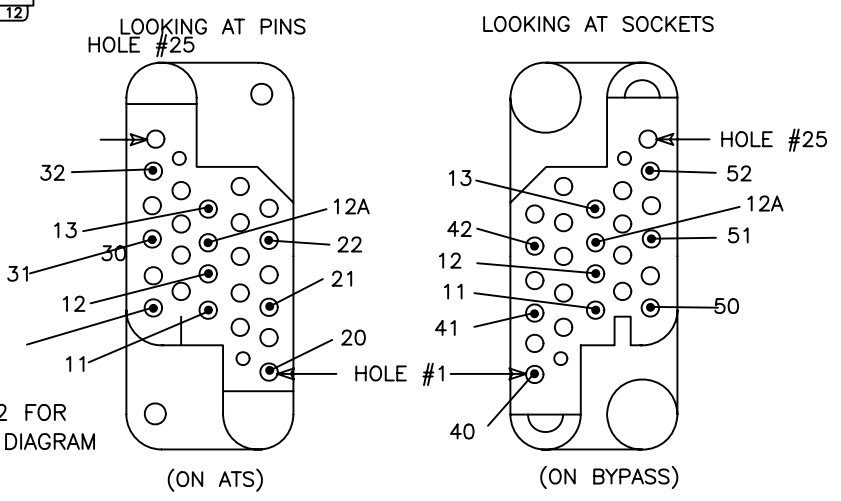 12
LOOKING AT PINS
HOLE #25
LOOKING AT SOCKETS
HOLE #25
32
13
12A
30
22
31
21
12
11
20
HOLE #1
13
52
12A
42
51
12
11
50
41
40
2 FOR
DIAGRAM
(ON ATS)
(ON BYPASS)